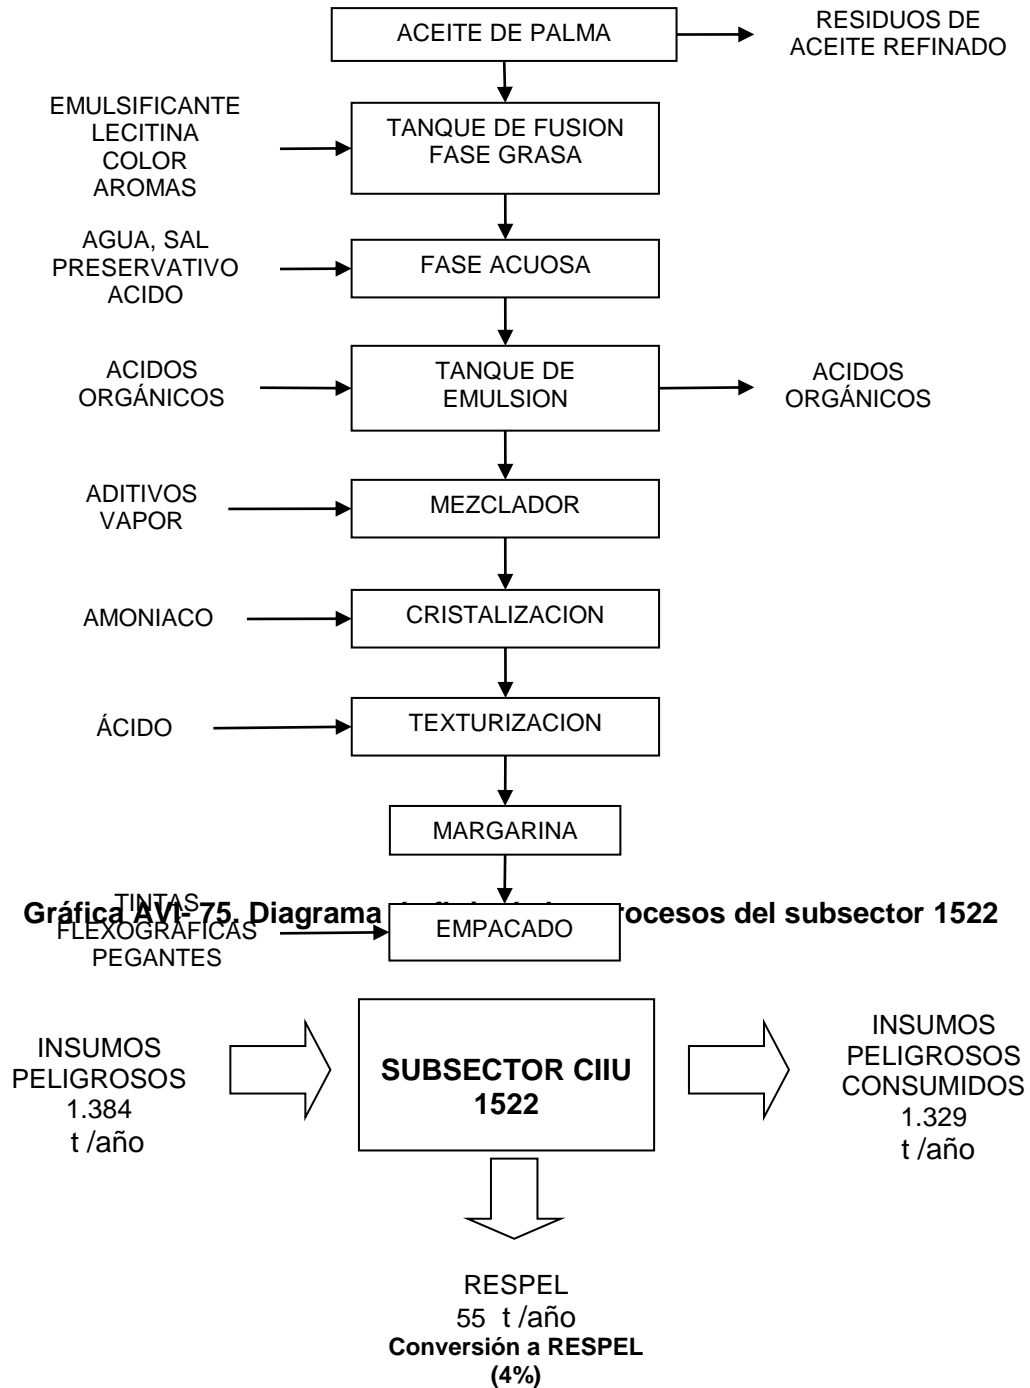 ACEITE DE PALMA
RESIDUOS DE
ACEITE REFINADO
EMULSIFICANTE
LECITINA
COLOR
AROMAS
TANQUE DE FUSION
FASE GRASA
AGUA, SAL
PRESERVATIVO
ACIDO
FASE ACUOSA
ACIDOS
ORGÁNICOS
TANQUE DE
EMULSION
ACIDOS
ORGÁNICOS
ADITIVOS
VAPOR
MEZCLADOR
AMONIACO
CRISTALIZACION
ÁCIDO
TEXTURIZACION
MARGARINA
TINTAS
FLEXOGRÁFICAS
PEGANTES
EMPACADO
Gráfica AVI- 75. Diagrama rocesos del subsector 1522
INSUMOS
PELIGROSOS
1.384
t /año
SUBSECTOR CIIU
1522
INSUMOS
PELIGROSOS
CONSUMIDOS
1.329
t /año
RESPEL
55 t /año
Conversión a RESPEL
(4%)